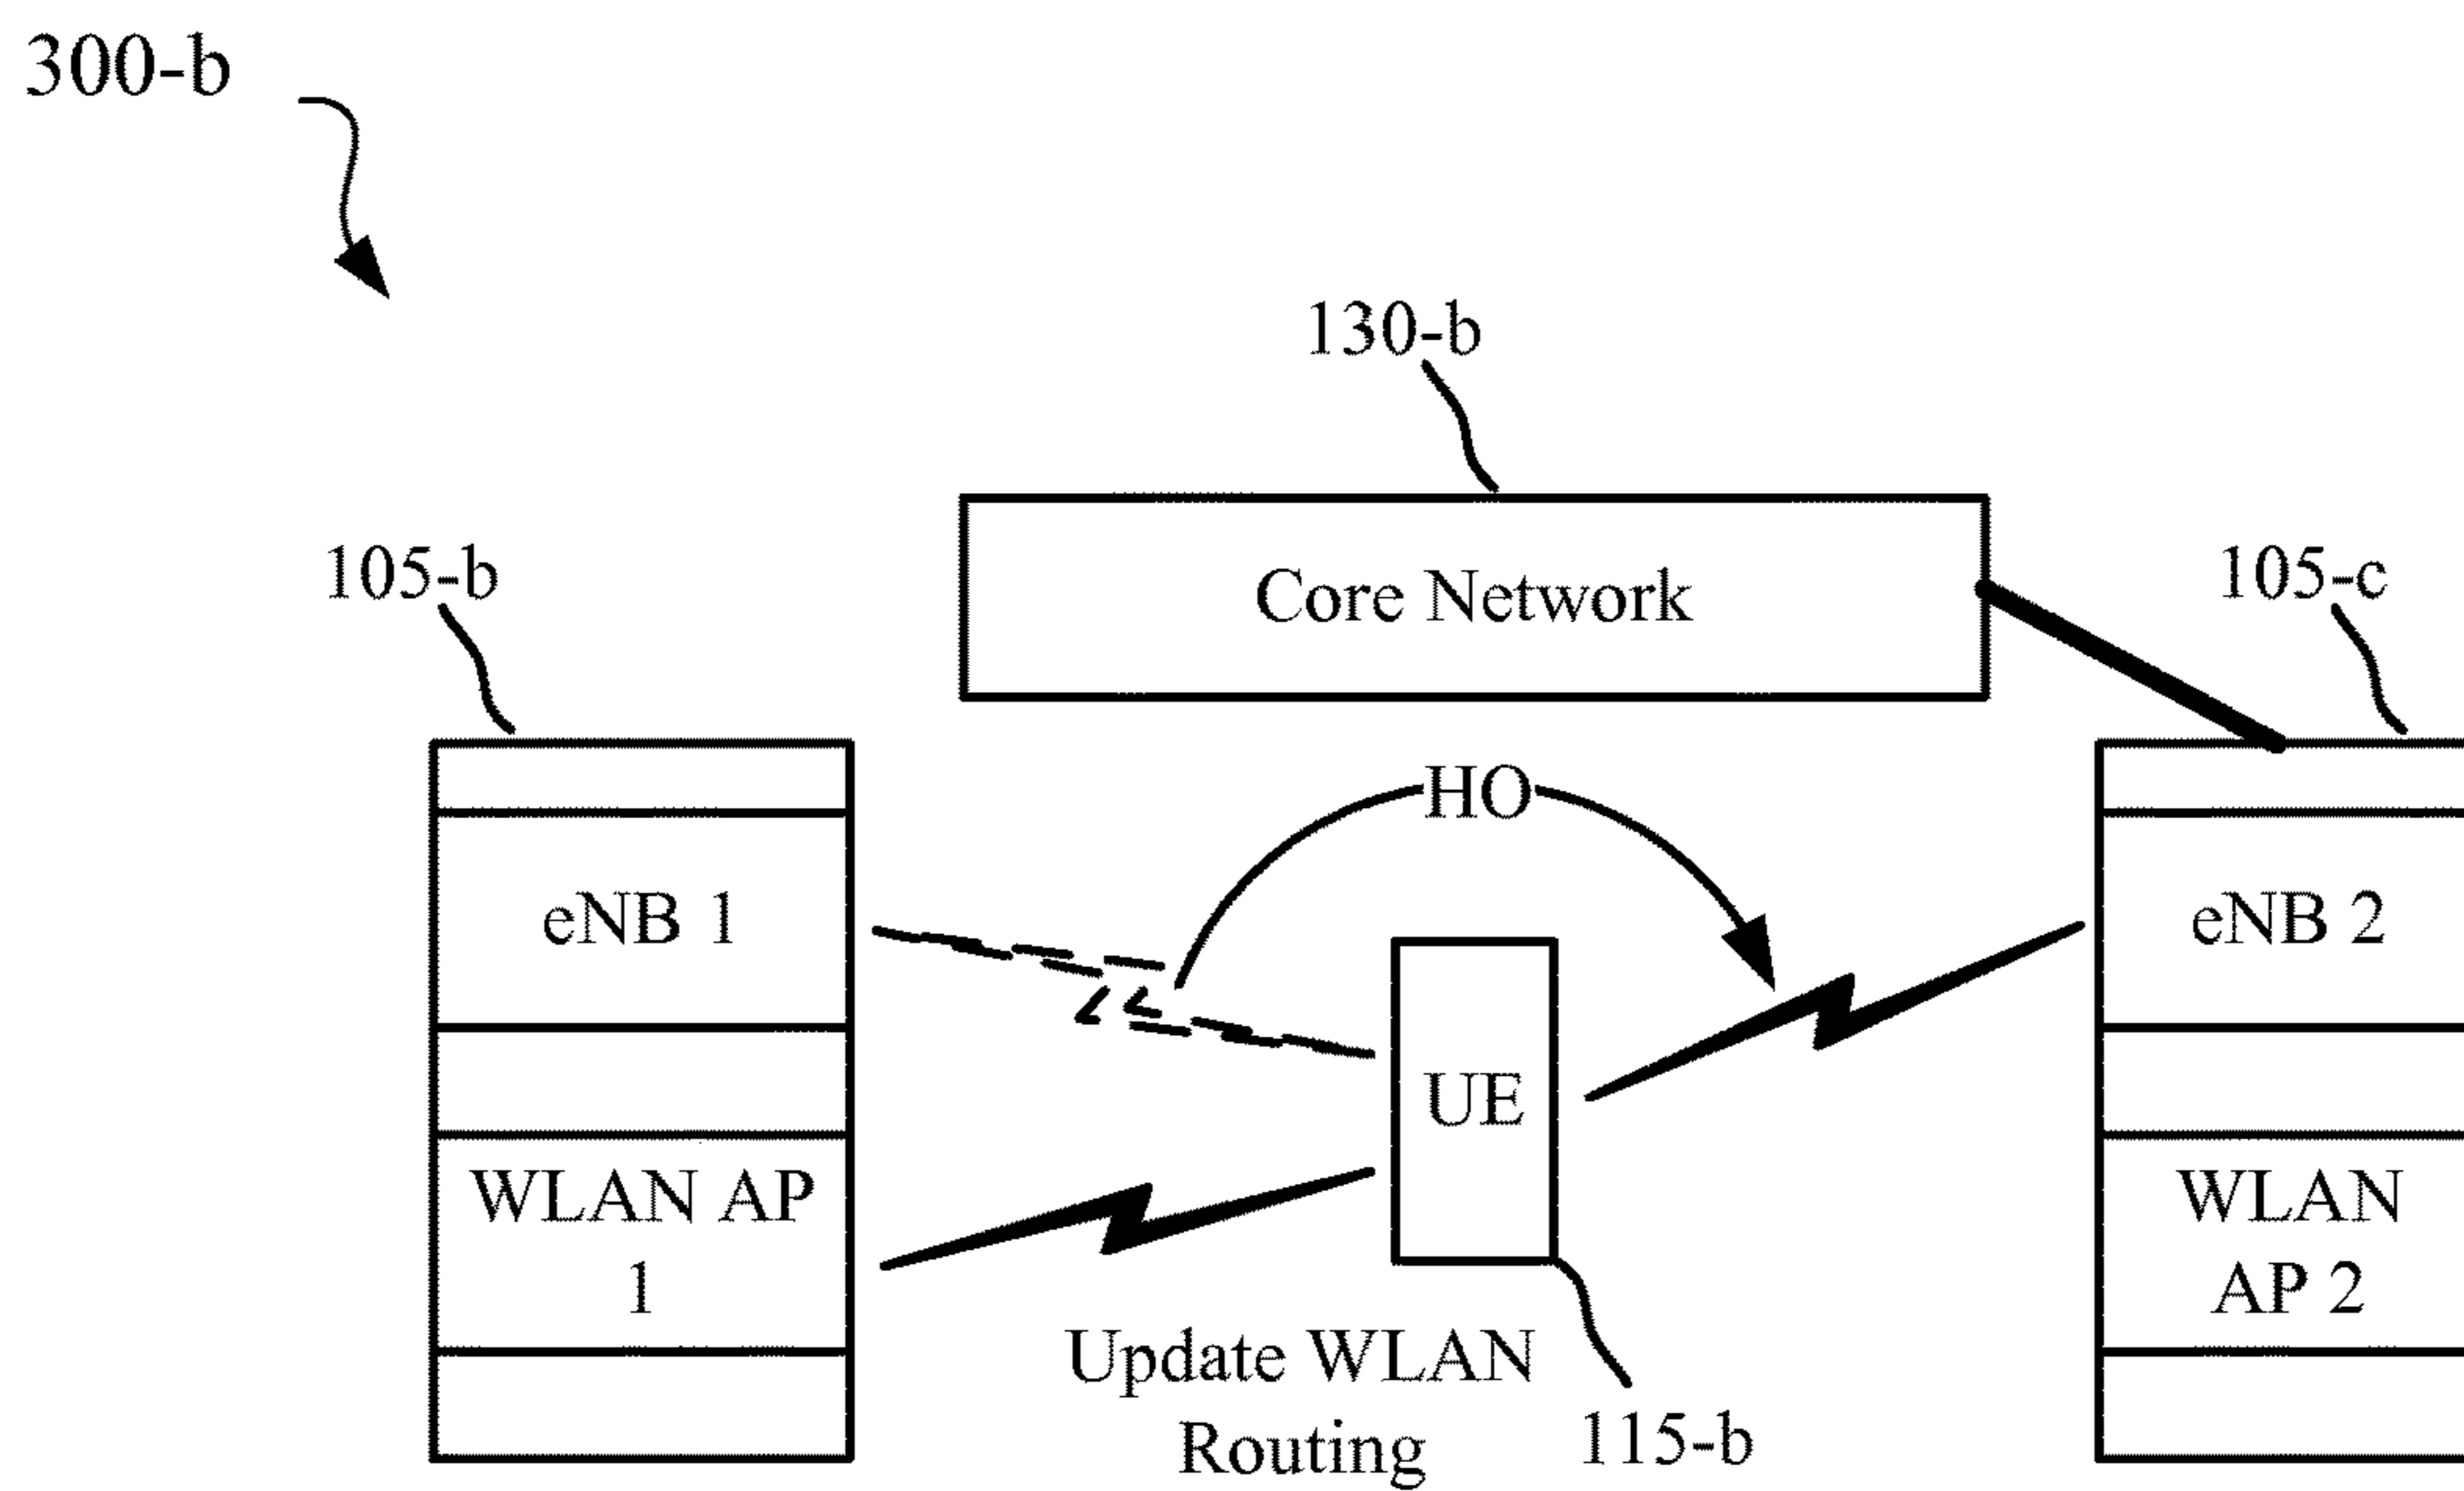 300-b
130-b
Core Network
105-b
105-c
HO
eNB 1
eNB 2
UE
WLAN AP
1
WLAN
AP 2
Update WLAN
Routing
115-b